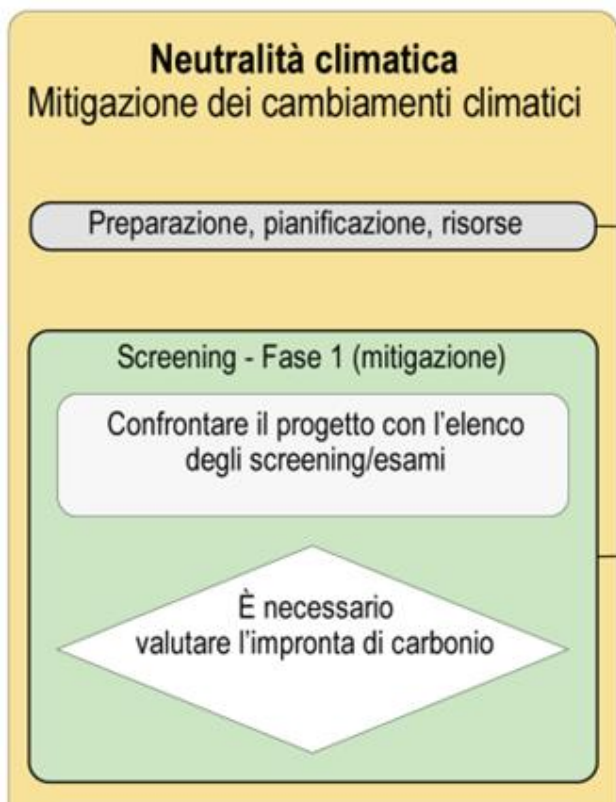 Neutralità climatica
Mitigazione dei cambiamenti climatici
Preparazione, pianificazione, risorse
Screening - Fase 1 (mitigazione)
Confrontare il progetto con l'elenco
degli screening/esami
È necessario
valutare l'impronta di carbonio